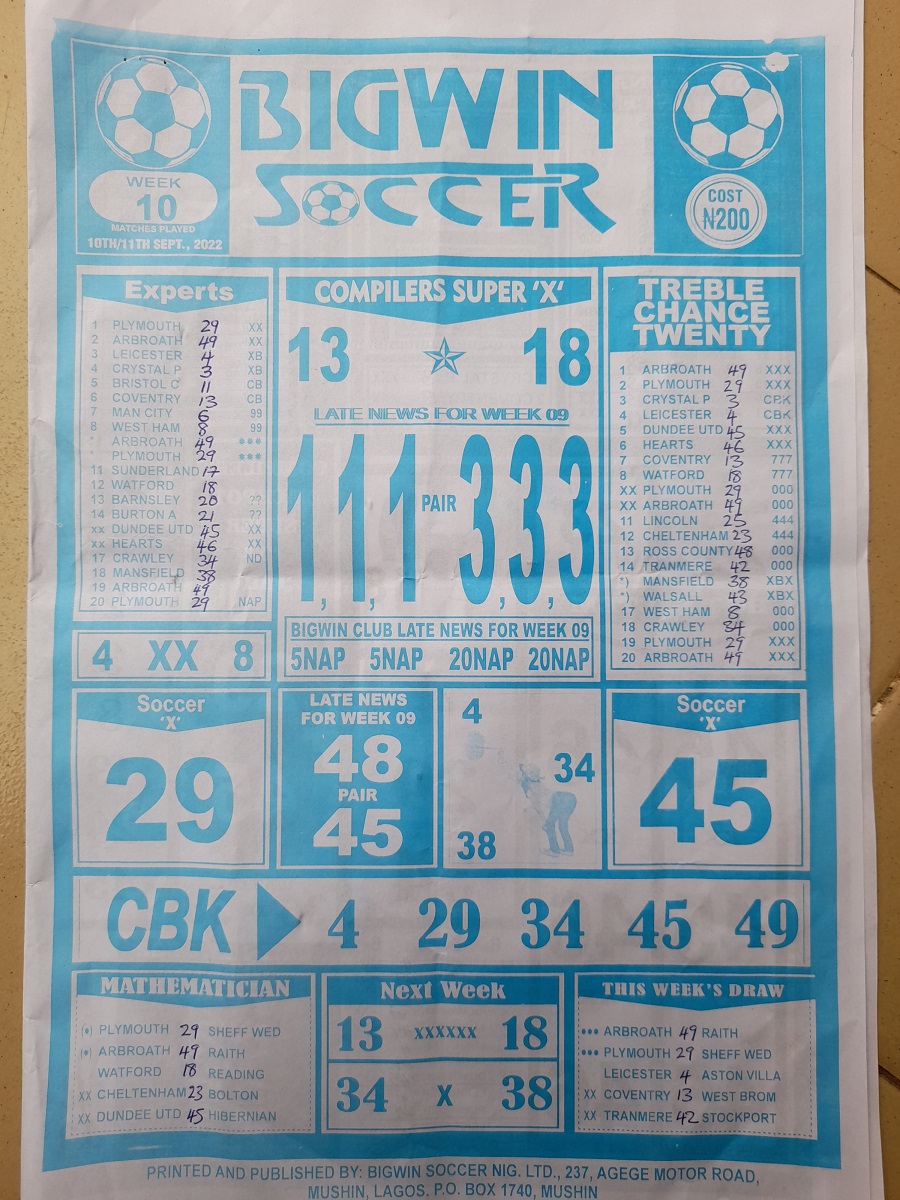 BIGWIN
SOCCER
WEEK
10
MATCHES PLAYED
10TH/11TH SEPT., 2022
COST
₦200
Experts
1 PLYMOUTH 29 XX
2 ARBROATH 49 XX
3 LEICESTER 4 XB
4 CRYSTAL P 3 XB
5 BRISTOL C 11 CB
6 COVENTRY 13 CB
7 MAN CITY 6 99
8 WEST HAM 8 99
ARBROATH 49 •••
PLYMOUTH 29 •••
11 SUNDERLAND 17
12 WATFORD 18
13 BARNSLEY 20 ??
14 BURTON A 21 ??
xx DUNDEE UTD 45 XX
xx HEARTS 46 XX
17 CRAWLEY 34 ND
18 MANSFIELD 38
19 ARBROATH 49
20 PLYMOUTH 29 NAP
4 XX 8
COMPILERS SUPER 'X'
13 18
LATE NEWS FOR WEEK 09
1,1,1 PAIR 3,3,3
BIGWIN CLUB LATE NEWS FOR WEEK 09
5NAP 5NAP 20NAP 20NAP
TREBLE
CHANCE
TWENTY
1 ARBROATH 49 XXX
2 PLYMOUTH 29 XXX
3 CRYSTAL P 3 CBK
4 LEICESTER 4 CBK
5 DUNDEE UTD 45 XXX
6 HEARTS 46 XXX
7 COVENTRY 13 777
8 WATFORD 18 777
XX PLYMOUTH 29 000
XX ARBROATH 49 000
11 LINCOLN 25 444
12 CHELTENHAM 23 444
13 ROSS COUNTY 48 000
14 TRANMERE 42 000
*) MANSFIELD 38 XBX
*) WALSALL 43 XBX
17 WEST HAM 8 000
18 CRAWLEY 34 000
19 PLYMOUTH 29 XXX
20 ARBROATH 49 XXX
Soccer
'X'
29
LATE NEWS
FOR WEEK 09
48
PAIR
45
4
34
38
Soccer
'X'
45
CBK 4 29 34 45 49
MATHEMATICIAN
(•) PLYMOUTH 29 SHEFF WED
(•) ARBROATH 49 RAITH
WATFORD 18 READING
XX CHELTENHAM 23 BOLTON
XX DUNDEE UTD 45 HIBERNIAN
Next Week
13 XXXXXX 18
34 X 38
THIS WEEK'S DRAW
••• ARBROATH 49 RAITH
••• PLYMOUTH 29 SHEFF WED
LEICESTER 4 ASTON VILLA
XX COVENTRY 13 WEST BROM
XX TRANMERE 42 STOCKPORT
PRINTED AND PUBLISHED BY: BIGWIN SOCCER NIG. LTD., 237, AGEGE MOTOR ROAD,
MUSHIN, LAGOS. P.O. BOX 1740, MUSHIN